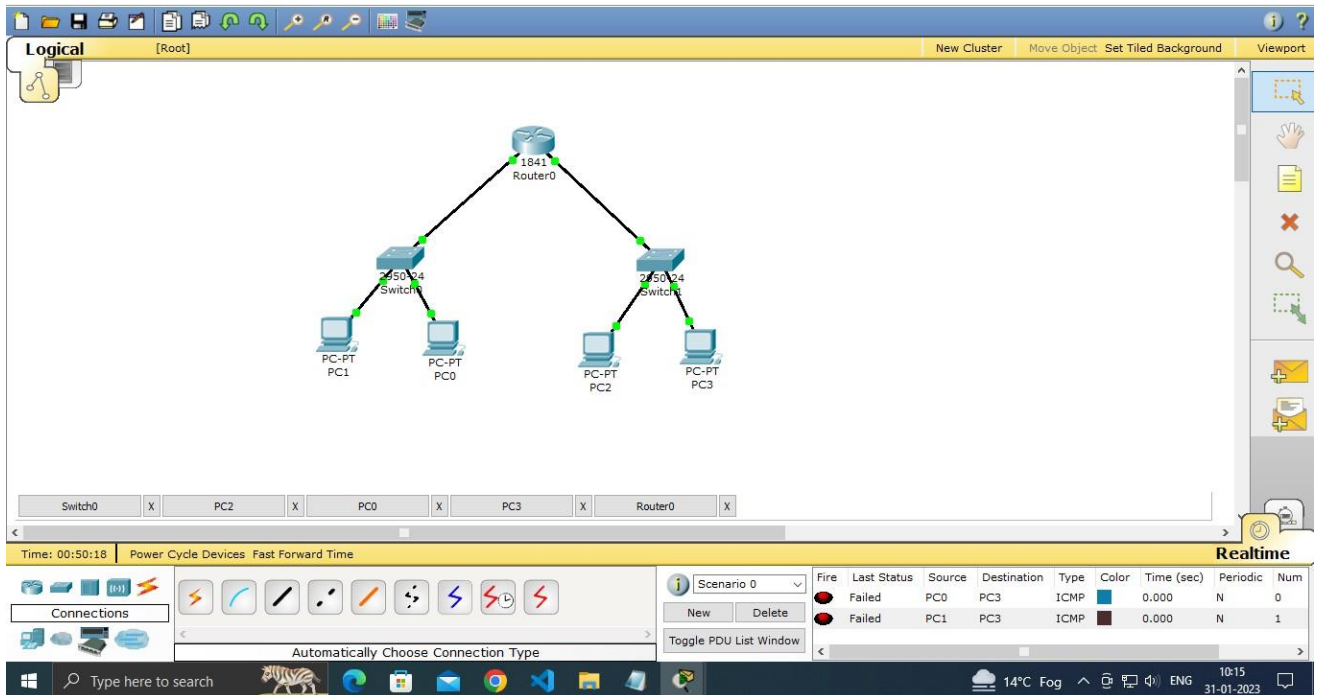 Logical [Root] New Cluster Move Object Set Tiled Background Viewport
1841
Router0
2950-24
Switch0
2950-24
Switch1
PC-PT
PC1
PC-PT
PC0
PC-PT
PC2
PC-PT
PC3
Switch0 X PC2 X PC0 X PC3 X Router0 X
Time: 00:50:18 Power Cycle Devices Fast Forward Time Realtime
Connections
Automatically Choose Connection Type
Scenario 0
New Delete
Toggle PDU List Window
Fire Last Status Source Destination Type Color Time (sec) Periodic Num
Failed PC0 PC3 ICMP 0.000 N 0
Failed PC1 PC3 ICMP 0.000 N 1
Type here to search 14°C Fog ENG 10:15
31-01-2023